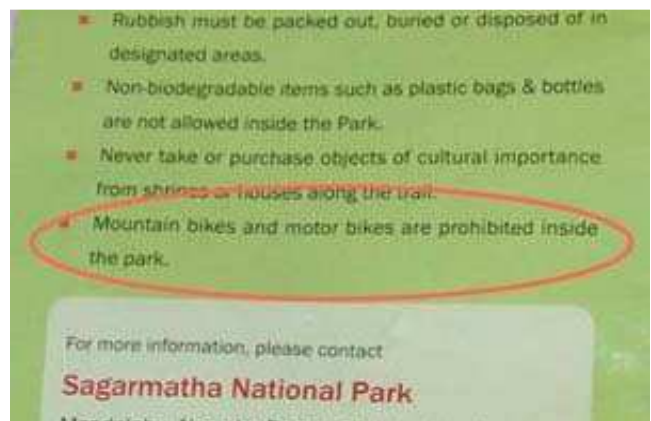 Rubbish must be packed out, buried or disposed of in
designated areas.
Non-biodegradable items such as plastic bags & bottles
are not allowed inside the Park.
Never take or purchase objects of cultural importance
from shrines or houses along the trail.
Mountain bikes and motor bikes are prohibited inside
the park.
For more information, please contact
Sagarmatha National Park